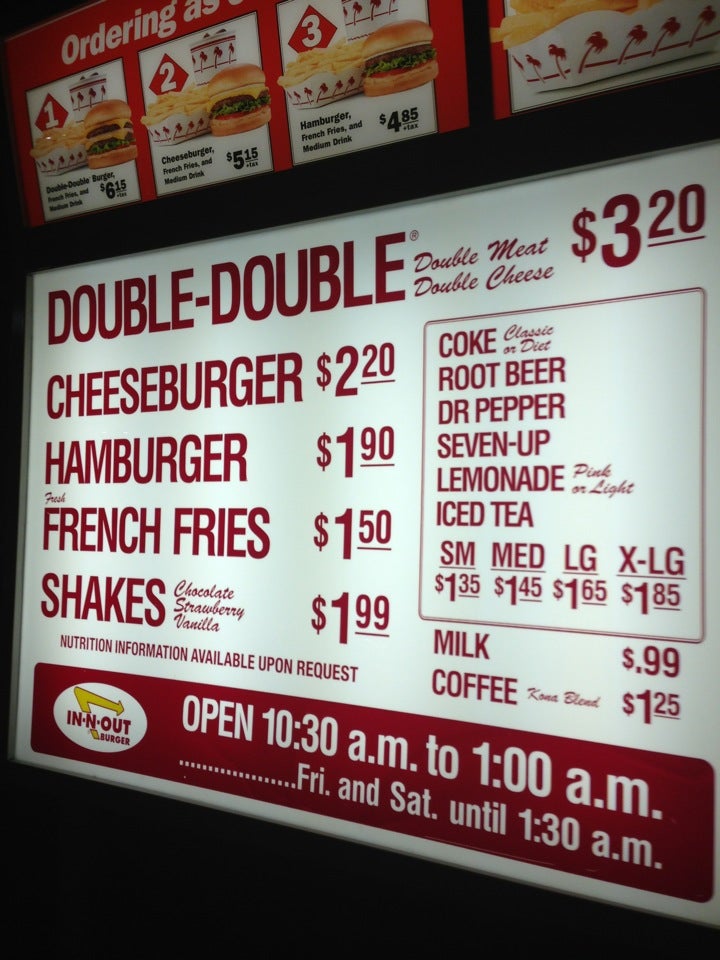 Ordering as
1
Double-Double Burger,
French Fries, and
Medium Drink
$6.15
+tax
2
Cheeseburger,
French Fries, and
Medium Drink
$5.15
+tax
3
Hamburger,
French Fries, and
Medium Drink
$4.85
+tax
DOUBLE-DOUBLE® Double Meat Double Cheese $3.20
CHEESEBURGER $2.20
HAMBURGER $1.90
Fresh
FRENCH FRIES $1.50
SHAKES Chocolate Strawberry Vanilla $1.99
NUTRITION INFORMATION AVAILABLE UPON REQUEST
COKE Classic or Diet
ROOT BEER
DR PEPPER
SEVEN-UP
LEMONADE Pink or Light
ICED TEA
SM MED LG X-LG
$1.35 $1.45 $1.65 $1.85
MILK $.99
COFFEE Kona Blend $1.25
IN-N-OUT
BURGER
OPEN 10:30 a.m. to 1:00 a.m.
..................Fri. and Sat. until 1:30 a.m.